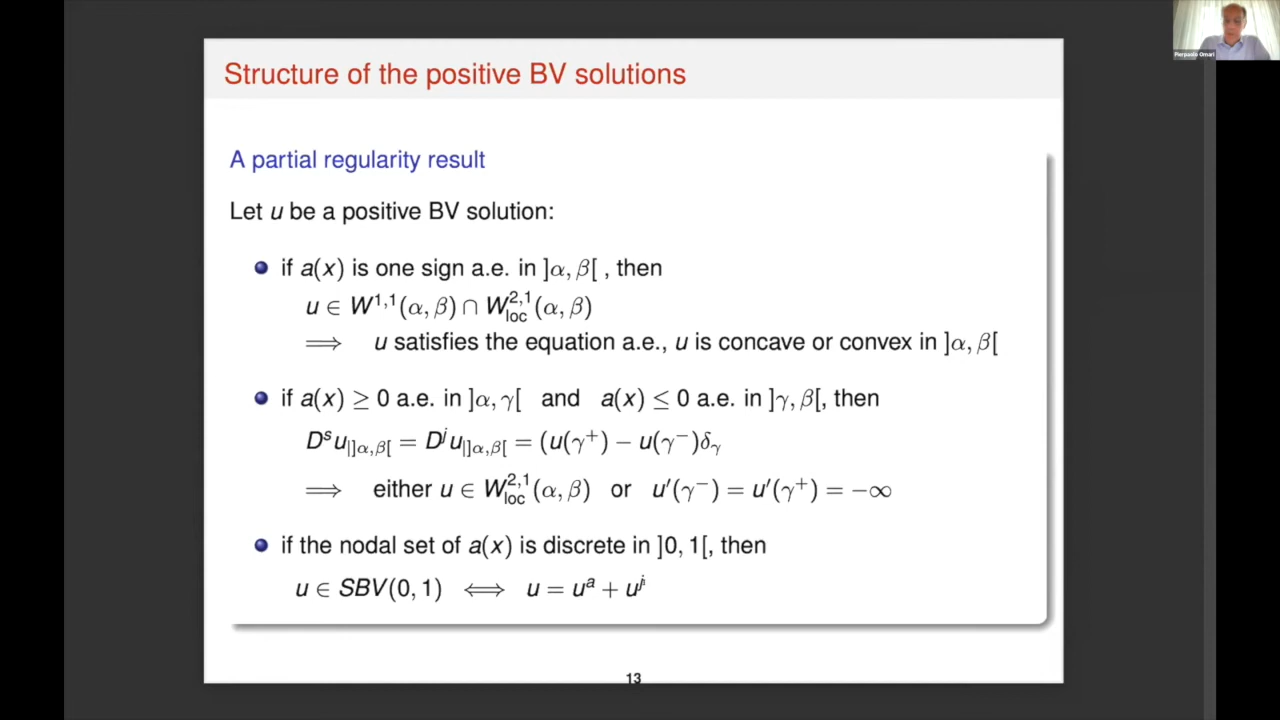 Pierpaolo Omari
Structure of the positive BV solutions
A partial regularity result
Let u be a positive BV solution:
if a(x) is one sign a.e. in ]α, β[ , then
u ∈ W^{1,1}(α, β) ∩ W^{2,1}_{loc}(α, β)
⟹ u satisfies the equation a.e., u is concave or convex in ]α, β[
if a(x) ≥ 0 a.e. in ]α, γ[ and a(x) ≤ 0 a.e. in ]γ, β[, then
D^s u_{|]α,β[} = D^j u_{|]α,β[} = (u(γ⁺) − u(γ⁻)δ_γ
⟹ either u ∈ W^{2,1}_{loc}(α, β) or u′(γ⁻) = u′(γ⁺) = −∞
if the nodal set of a(x) is discrete in ]0, 1[, then
u ∈ SBV(0, 1) ⟺ u = u^a + u^j
13